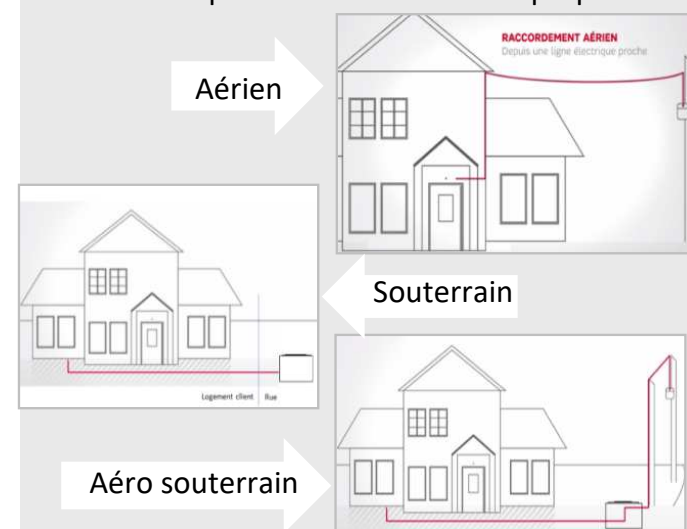 RACCORDEMENT AÉRIEN
Depuis une ligne électrique proche
Aérien
Souterrain
Logement client Rue
Aéro souterrain